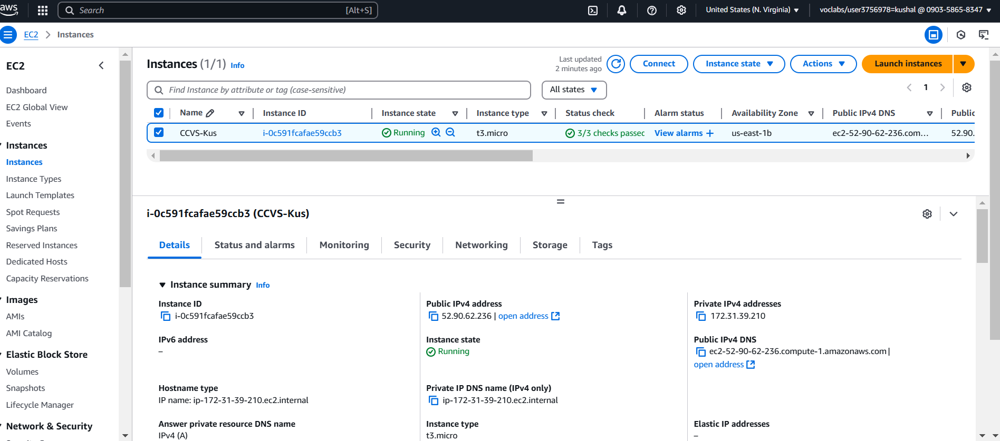 aws
Search [Alt+S]
United States (N. Virginia)
voclabs/user3756978=kushal @ 0903-5865-8347
EC2 Instances
EC2
Dashboard
EC2 Global View
Events
Instances
Instances
Instance Types
Launch Templates
Spot Requests
Savings Plans
Reserved Instances
Dedicated Hosts
Capacity Reservations
Images
AMIs
AMI Catalog
Elastic Block Store
Volumes
Snapshots
Lifecycle Manager
Network & Security
Instances (1/1) Info
Last updated
2 minutes ago
Connect
Instance state
Actions
Launch instances
Find Instance by attribute or tag (case-sensitive)
All states
1
Name Instance ID Instance state Instance type Status check Alarm status Availability Zone Public IPv4 DNS Public
CCVS-Kus i-0c591fcafae59ccb3 Running t3.micro 3/3 checks passec View alarms + us-east-1b ec2-52-90-62-236.com… 52.90.
i-0c591fcafae59ccb3 (CCVS-Kus)
Details Status and alarms Monitoring Security Networking Storage Tags
Instance summary Info
Instance ID
i-0c591fcafae59ccb3
Public IPv4 address
52.90.62.236 | open address
Private IPv4 addresses
172.31.39.210
IPv6 address
–
Instance state
Running
Public IPv4 DNS
ec2-52-90-62-236.compute-1.amazonaws.com |
open address
Hostname type
IP name: ip-172-31-39-210.ec2.internal
Private IP DNS name (IPv4 only)
ip-172-31-39-210.ec2.internal
Answer private resource DNS name
IPv4 (A)
Instance type
t3.micro
Elastic IP addresses
–